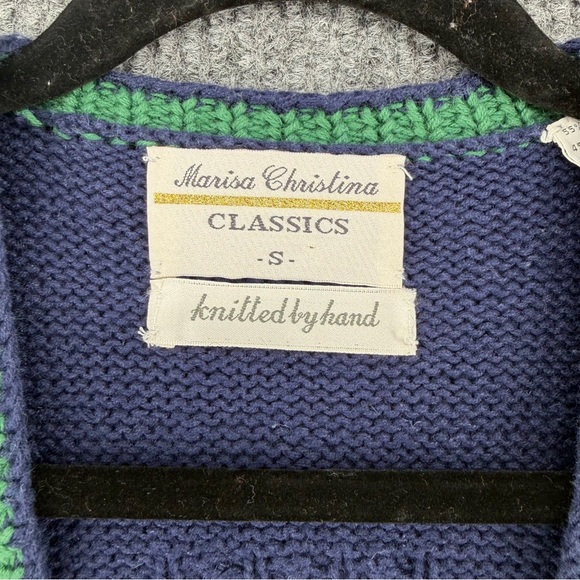 Marisa Christina
CLASSICS
- S -
knitted by hand